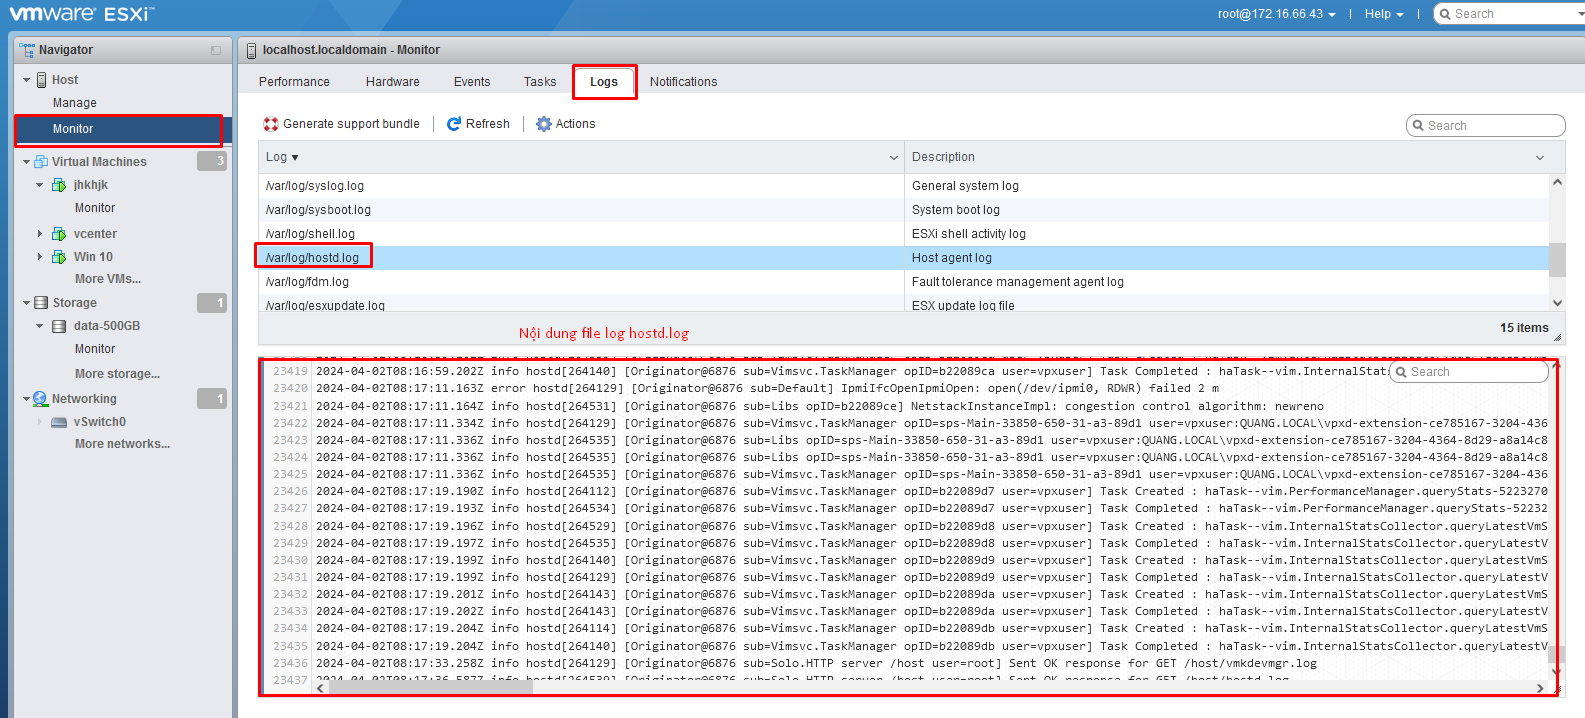 vmware ESXi™
root@172.16.66.43 | Help | Search
Navigator
Host
Manage
Monitor
Virtual Machines 3
jhkhjk
Monitor
vcenter
Win 10
More VMs...
Storage 1
data-500GB
Monitor
More storage...
Networking 1
vSwitch0
More networks...
localhost.localdomain - Monitor
Performance Hardware Events Tasks Logs Notifications
Generate support bundle | Refresh | Actions
Search
Log Description
/var/log/syslog.log General system log
/var/log/sysboot.log System boot log
/var/log/shell.log ESXi shell activity log
/var/log/hostd.log Host agent log
/var/log/fdm.log Fault tolerance management agent log
/var/log/esxupdate.log ESX update log file
15 items
Nội dung file log hostd.log
Search
23419 2024-04-02T08:16:59.202Z info hostd[264140] [Originator@6876 sub=Vimsvc.TaskManager opID=b22089ca user=vpxuser] Task Completed : haTask--vim.InternalStats
23420 2024-04-02T08:17:11.163Z error hostd[264129] [Originator@6876 sub=Default] IpmiIfcOpenIpmiOpen: open(/dev/ipmi0, RDWR) failed 2 m
23421 2024-04-02T08:17:11.164Z info hostd[264531] [Originator@6876 sub=Libs opID=b22089ce] NetstackInstanceImpl: congestion control algorithm: newreno
23422 2024-04-02T08:17:11.334Z info hostd[264129] [Originator@6876 sub=Vimsvc.TaskManager opID=sps-Main-33850-650-31-a3-89d1 user=vpxuser:QUANG.LOCAL\vpxd-extension-ce785167-3204-436
23423 2024-04-02T08:17:11.336Z info hostd[264535] [Originator@6876 sub=Libs opID=sps-Main-33850-650-31-a3-89d1 user=vpxuser:QUANG.LOCAL\vpxd-extension-ce785167-3204-4364-8d29-a8a14c8
23424 2024-04-02T08:17:11.336Z info hostd[264535] [Originator@6876 sub=Libs opID=sps-Main-33850-650-31-a3-89d1 user=vpxuser:QUANG.LOCAL\vpxd-extension-ce785167-3204-4364-8d29-a8a14c8
23425 2024-04-02T08:17:11.336Z info hostd[264535] [Originator@6876 sub=Vimsvc.TaskManager opID=sps-Main-33850-650-31-a3-89d1 user=vpxuser:QUANG.LOCAL\vpxd-extension-ce785167-3204-436
23426 2024-04-02T08:17:19.190Z info hostd[264112] [Originator@6876 sub=Vimsvc.TaskManager opID=b22089d7 user=vpxuser] Task Created : haTask--vim.PerformanceManager.queryStats-5223270
23427 2024-04-02T08:17:19.193Z info hostd[264534] [Originator@6876 sub=Vimsvc.TaskManager opID=b22089d7 user=vpxuser] Task Completed : haTask--vim.PerformanceManager.queryStats-52232
23428 2024-04-02T08:17:19.196Z info hostd[264529] [Originator@6876 sub=Vimsvc.TaskManager opID=b22089d8 user=vpxuser] Task Created : haTask--vim.InternalStatsCollector.queryLatestVmS
23429 2024-04-02T08:17:19.197Z info hostd[264535] [Originator@6876 sub=Vimsvc.TaskManager opID=b22089d8 user=vpxuser] Task Completed : haTask--vim.InternalStatsCollector.queryLatestV
23430 2024-04-02T08:17:19.199Z info hostd[264140] [Originator@6876 sub=Vimsvc.TaskManager opID=b22089d9 user=vpxuser] Task Created : haTask--vim.InternalStatsCollector.queryLatestVmS
23431 2024-04-02T08:17:19.199Z info hostd[264129] [Originator@6876 sub=Vimsvc.TaskManager opID=b22089d9 user=vpxuser] Task Completed : haTask--vim.InternalStatsCollector.queryLatestV
23432 2024-04-02T08:17:19.201Z info hostd[264143] [Originator@6876 sub=Vimsvc.TaskManager opID=b22089da user=vpxuser] Task Created : haTask--vim.InternalStatsCollector.queryLatestVmS
23433 2024-04-02T08:17:19.202Z info hostd[264143] [Originator@6876 sub=Vimsvc.TaskManager opID=b22089da user=vpxuser] Task Completed : haTask--vim.InternalStatsCollector.queryLatestV
23434 2024-04-02T08:17:19.204Z info hostd[264114] [Originator@6876 sub=Vimsvc.TaskManager opID=b22089db user=vpxuser] Task Created : haTask--vim.InternalStatsCollector.queryLatestVmS
23435 2024-04-02T08:17:19.204Z info hostd[264140] [Originator@6876 sub=Vimsvc.TaskManager opID=b22089db user=vpxuser] Task Completed : haTask--vim.InternalStatsCollector.queryLatestV
23436 2024-04-02T08:17:33.258Z info hostd[264129] [Originator@6876 sub=Solo.HTTP server /host user=root] Sent OK response for GET /host/vmkdevmgr.log
23437 2024-04-02T08:17:36.587Z info hostd[264539] [Originator@6876 sub=Solo.HTTP server /host user=root] Sent OK response for GET /host/hostd.log